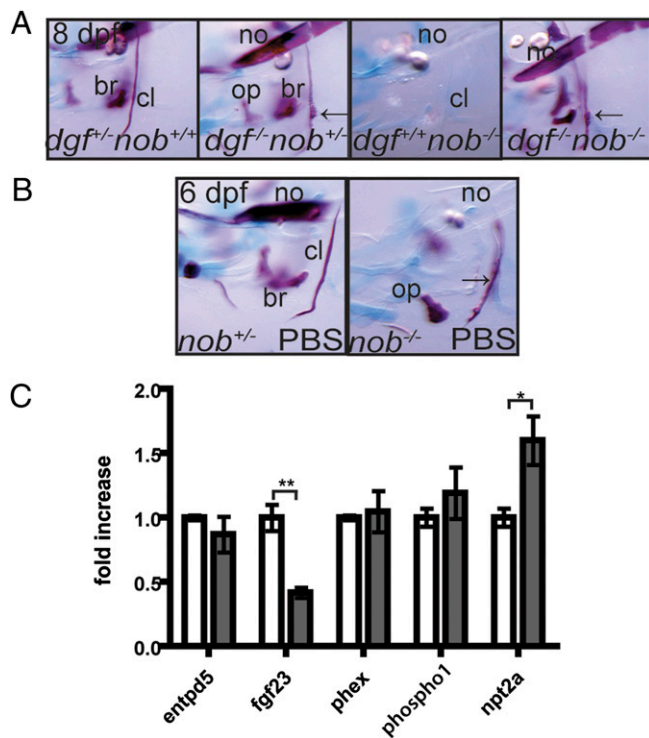 A
8 dpf
br
cl
dgf+/-nob+/+
no
op
br
←
dgf-/-nob+/-
no
cl
dgf+/+nob-/-
no
←
dgf-/-nob-/-
B
6 dpf
no
cl
br
nob+/- PBS
no
op
→
nob-/- PBS
C
fold increase
2.0
1.5
1.0
0.5
0.0
**
*
entpd5
fgf23
phex
phospho1
npt2a